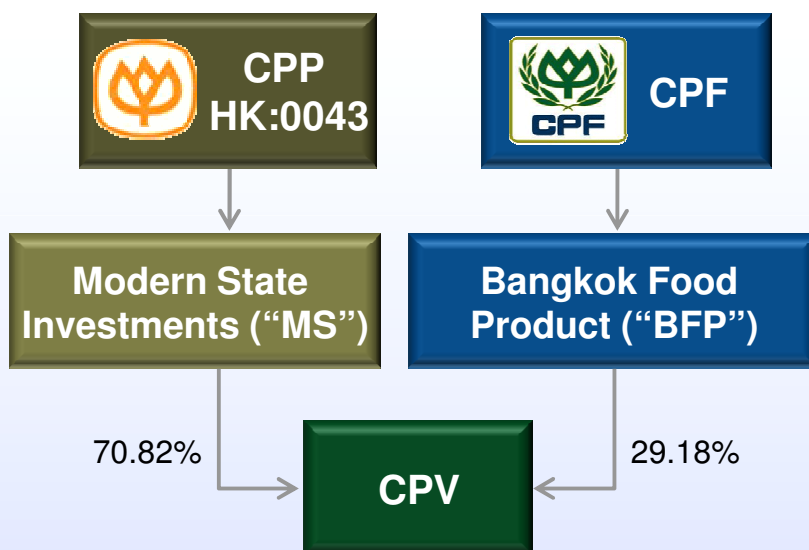 CPP
HK:0043
CPF
CPF
Modern State
Investments (“MS”)
Bangkok Food
Product (“BFP”)
70.82%
29.18%
CPV